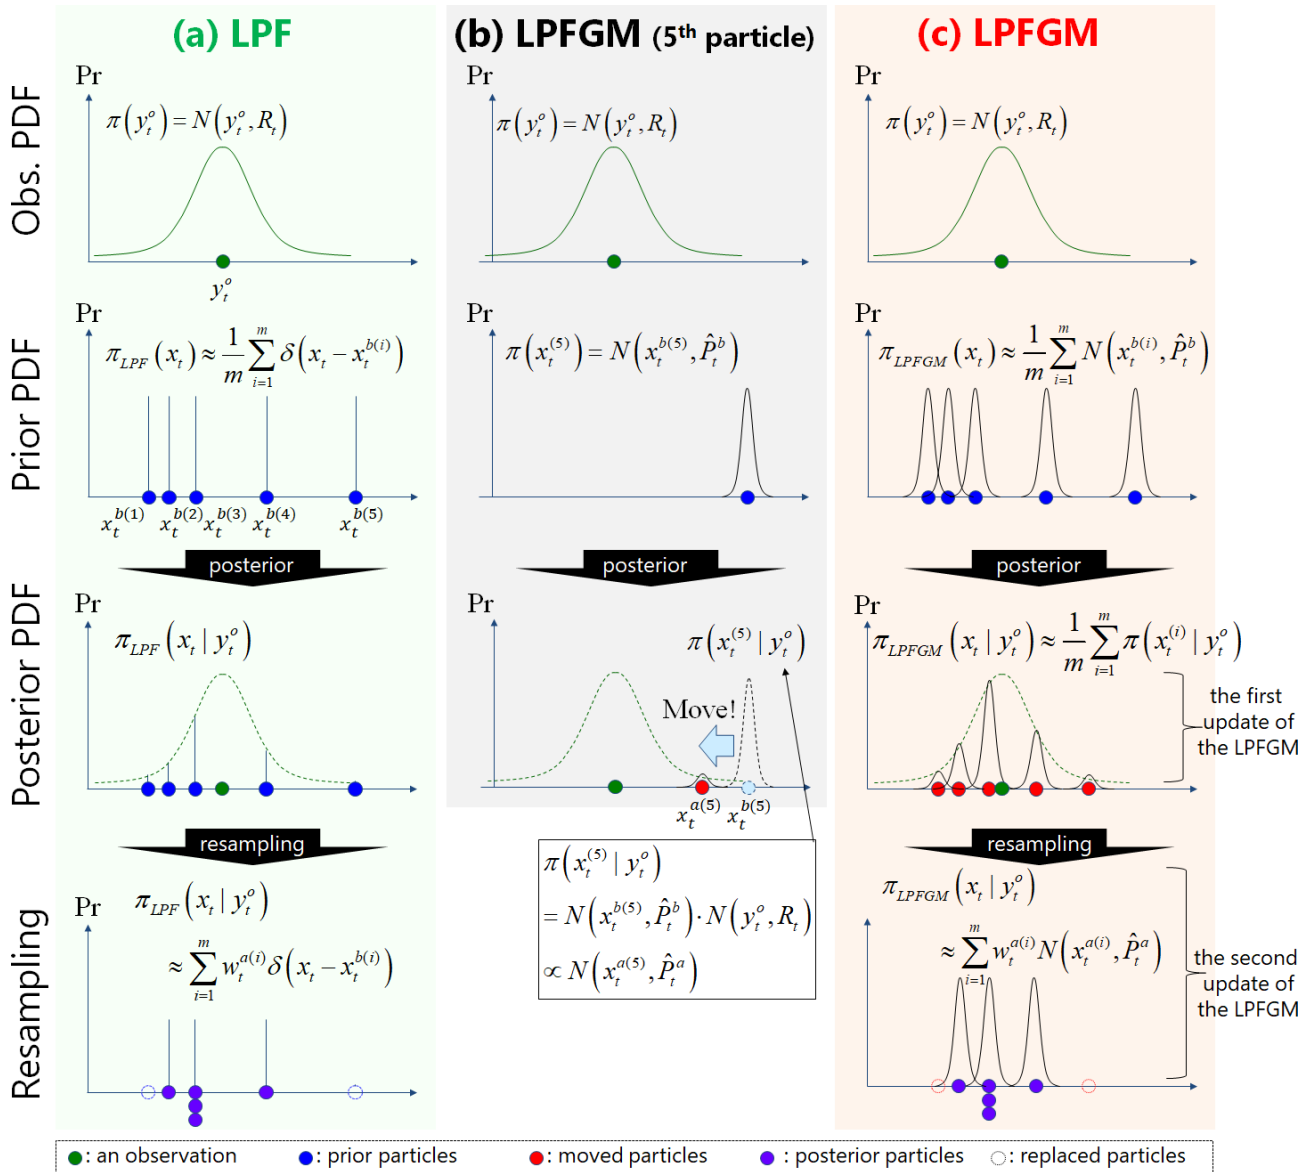 (a) LPF
(b) LPFGM (5th particle)
(c) LPFGM
Obs. PDF
Pr
π(y_t^o) = N(y_t^o, R_t)
y_t^o
Pr
π(y_t^o) = N(y_t^o, R_t)
Pr
π(y_t^o) = N(y_t^o, R_t)
Prior PDF
Pr
π_LPF(x_t) ≈ 1/m ∑_{i=1}^m δ(x_t − x_t^{b(i)})
x_t^{b(1)} x_t^{b(2)} x_t^{b(3)} x_t^{b(4)} x_t^{b(5)}
Pr
π(x_t^{(5)}) = N(x_t^{b(5)}, P̂_t^b)
Pr
π_LPFGM(x_t) ≈ 1/m ∑_{i=1}^m N(x_t^{b(i)}, P̂_t^b)
posterior
posterior
posterior
Posterior PDF
Pr
π_LPF(x_t | y_t^o)
Pr
π(x_t^{(5)} | y_t^o)
Move!
x_t^{a(5)} x_t^{b(5)}
π(x_t^{(5)} | y_t^o)
= N(x_t^{b(5)}, P̂_t^b) · N(y_t^o, R_t)
∝ N(x_t^{a(5)}, P̂_t^a)
Pr
π_LPFGM(x_t | y_t^o) ≈ 1/m ∑_{i=1}^m π(x_t^{(i)} | y_t^o)
the first
update of
the LPFGM
resampling
resampling
Resampling
Pr
π_LPF(x_t | y_t^o)
≈ ∑_{i=1}^m w_t^{a(i)} δ(x_t − x_t^{b(i)})
Pr
π_LPFGM(x_t | y_t^o)
≈ ∑_{i=1}^m w_t^{a(i)} N(x_t^{a(i)}, P̂_t^a)
the second
update of
the LPFGM
: an observation : prior particles : moved particles : posterior particles : replaced particles